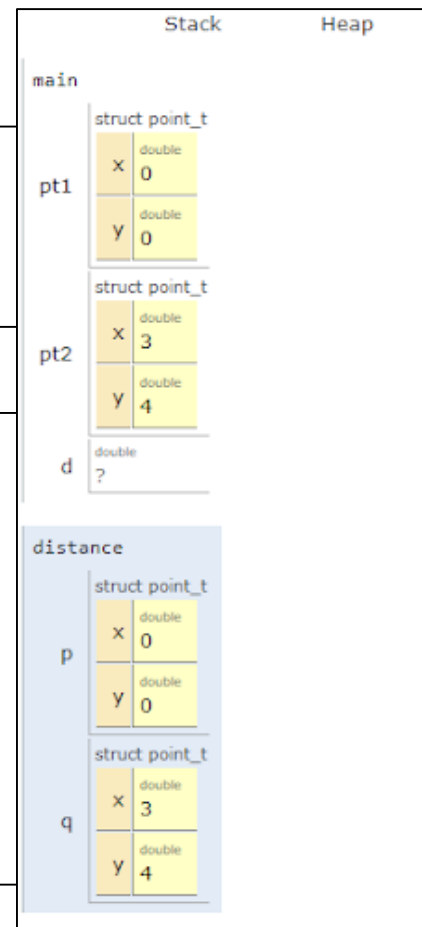 Stack Heap
main
struct point_t
double
x 0
pt1
double
y 0
struct point_t
double
x 3
pt2
double
y 4
double
d ?
distance
struct point_t
double
x 0
p
double
y 0
struct point_t
double
x 3
q
double
y 4